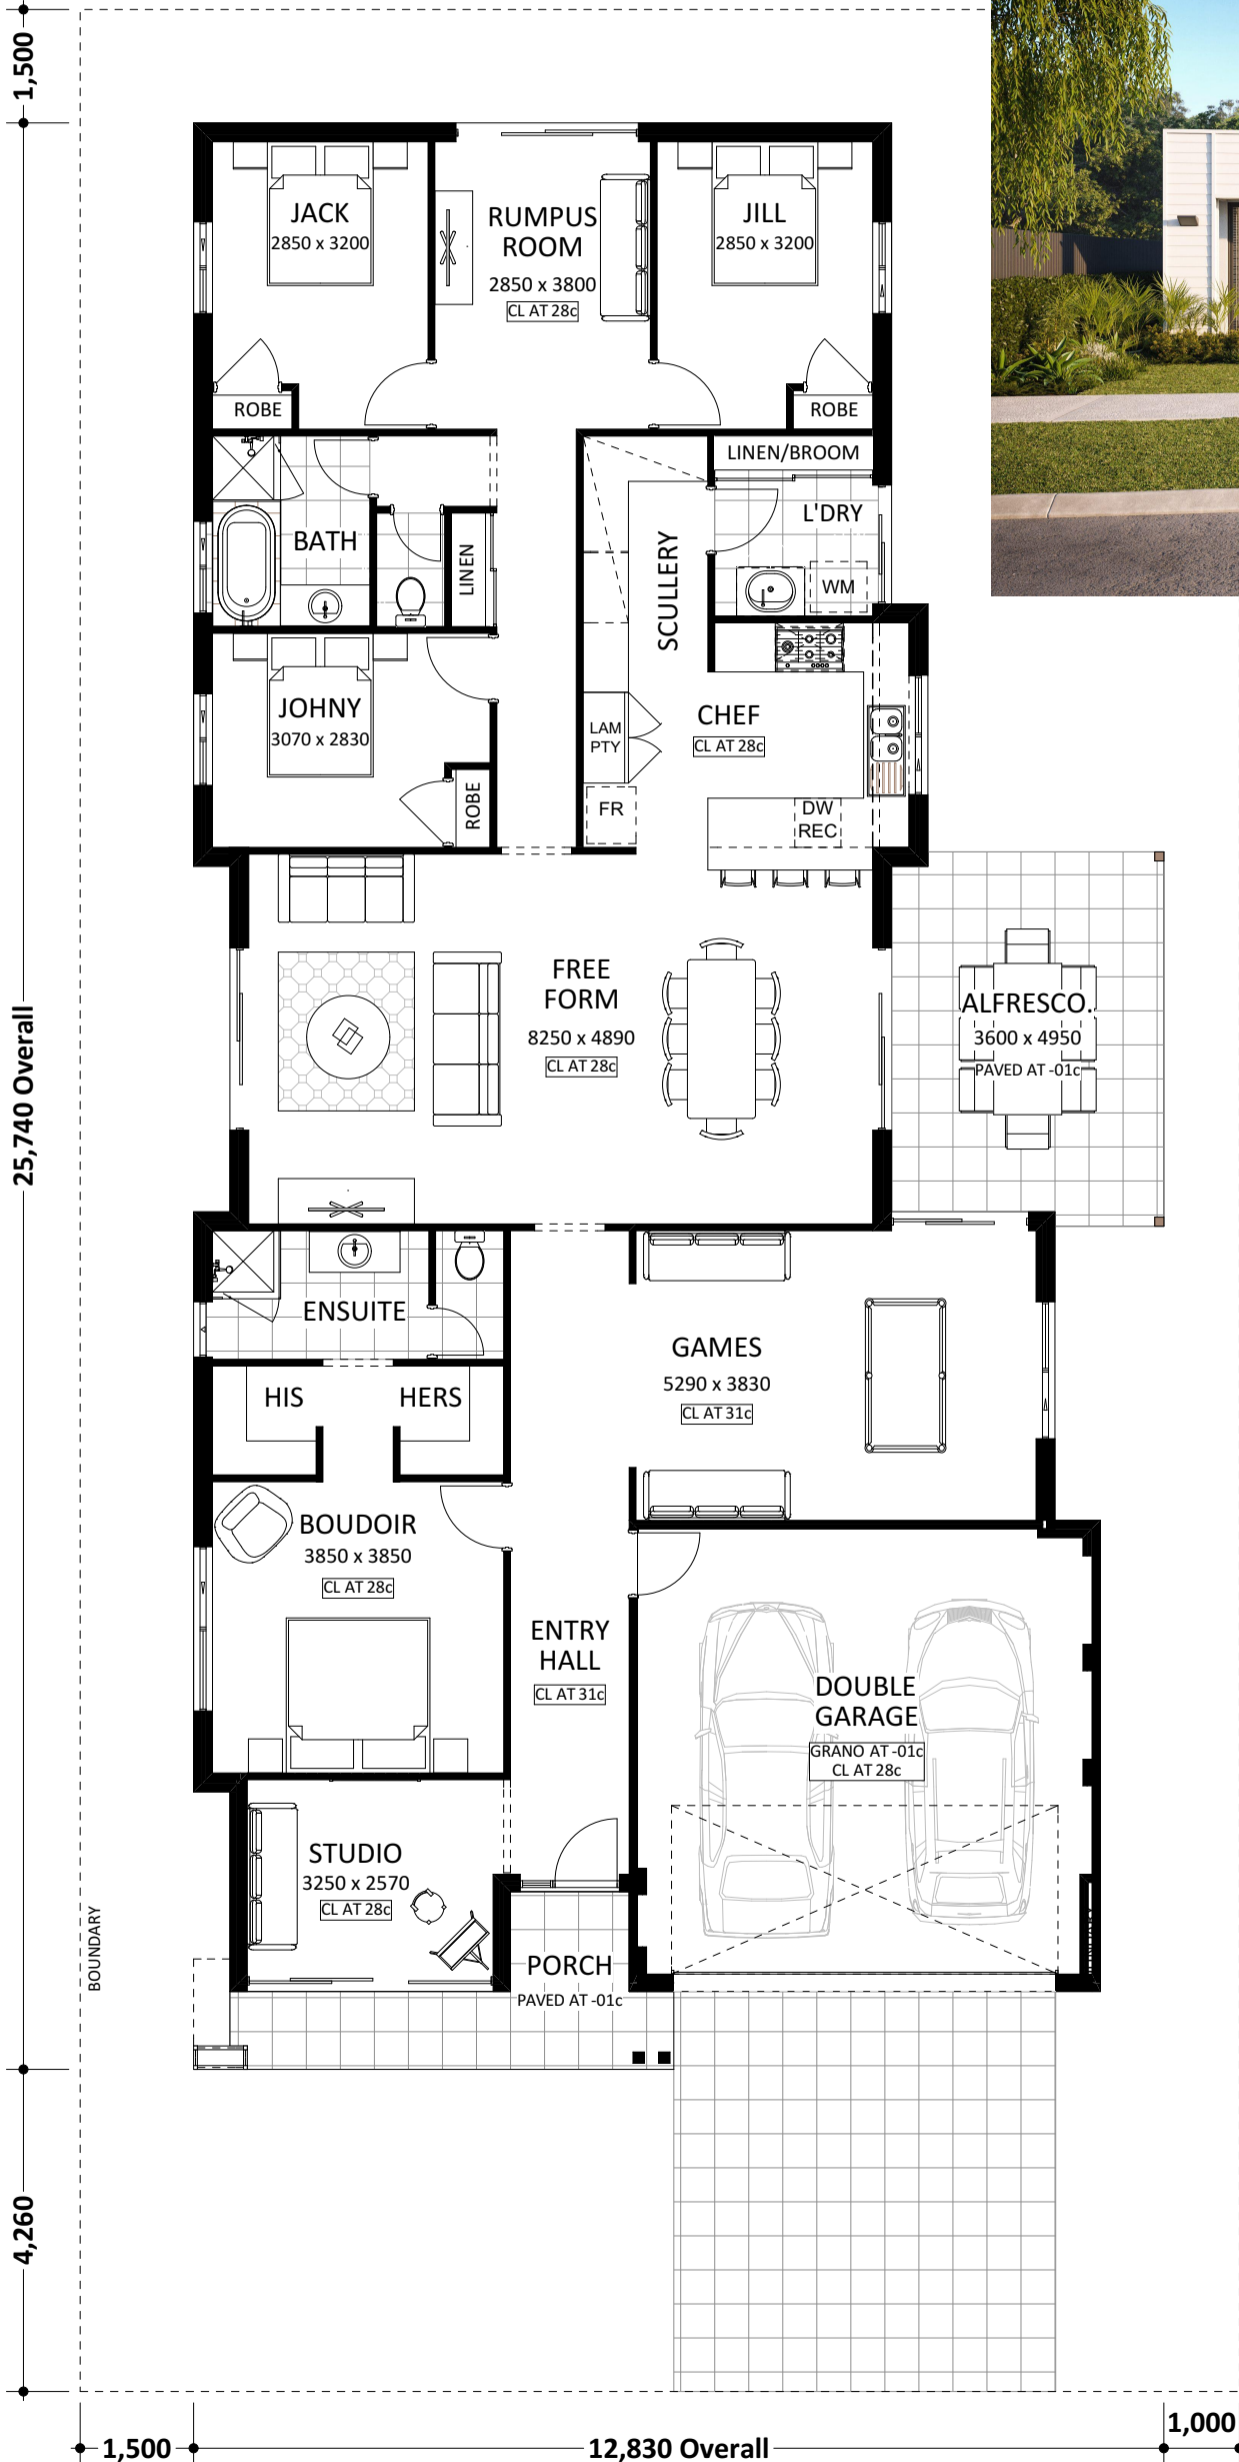 1,500
JACK
2850 x 3200
RUMPUS
ROOM
2850 x 3800
CL AT 28c
JILL
2850 x 3200
ROBE
ROBE
LINEN/BROOM
L'DRY
WM
BATH
LINEN
SCULLERY
JOHNY
3070 x 2830
ROBE
LAM
PTY
FR
CHEF
CL AT 28c
DW
REC
25,740 Overall
FREE
FORM
8250 x 4890
CL AT 28c
ALFRESCO.
3600 x 4950
PAVED AT -01c
ENSUITE
HIS
HERS
GAMES
5290 x 3830
CL AT 31c
BOUDOIR
3850 x 3850
CL AT 28c
ENTRY
HALL
CL AT 31c
DOUBLE
GARAGE
GRANO AT -01c
CL AT 28c
STUDIO
3250 x 2570
CL AT 28c
PORCH
PAVED AT -01c
BOUNDARY
4,260
1,500
12,830 Overall
1,000